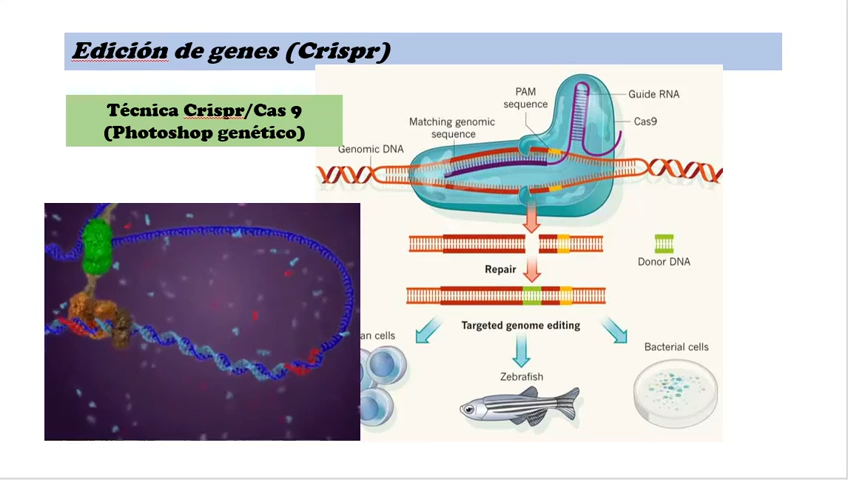 Edición de genes (Crispr)
Técnica Crispr/Cas 9
(Photoshop genético)
PAM
sequence
Guide RNA
Matching genomic
sequence
Cas9
Genomic DNA
Donor DNA
Repair
Targeted genome editing
an cells
Bacterial cells
Zebrafish